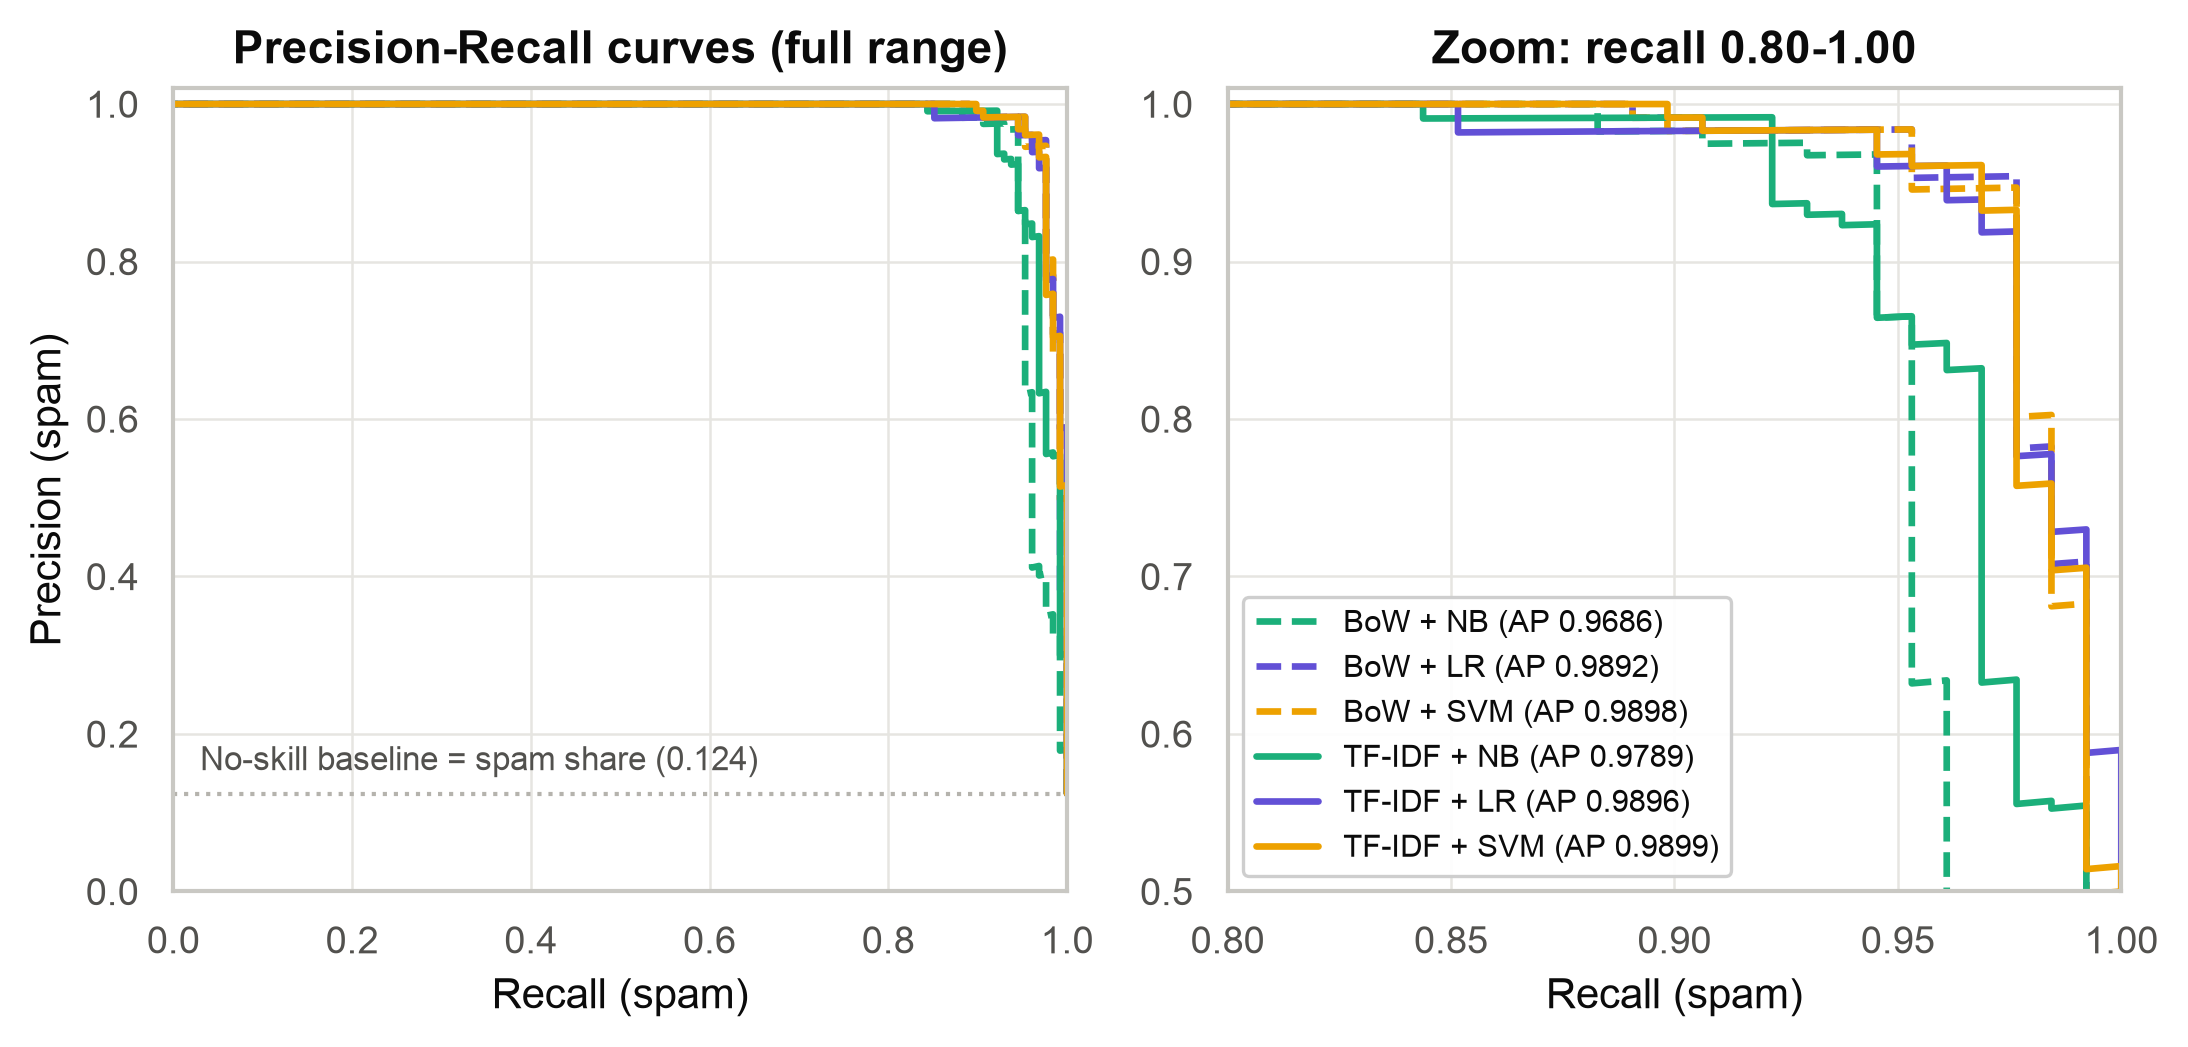 Precision-Recall curves (full range)
1.0
0.8
0.6
0.4
0.2
0.0
Precision (spam)
No-skill baseline = spam share (0.124)
0.0 0.2 0.4 0.6 0.8 1.0
Recall (spam)
Zoom: recall 0.80-1.00
1.0
0.9
0.8
0.7
0.6
0.5
BoW + NB (AP 0.9686)
BoW + LR (AP 0.9892)
BoW + SVM (AP 0.9898)
TF-IDF + NB (AP 0.9789)
TF-IDF + LR (AP 0.9896)
TF-IDF + SVM (AP 0.9899)
0.80 0.85 0.90 0.95 1.00
Recall (spam)